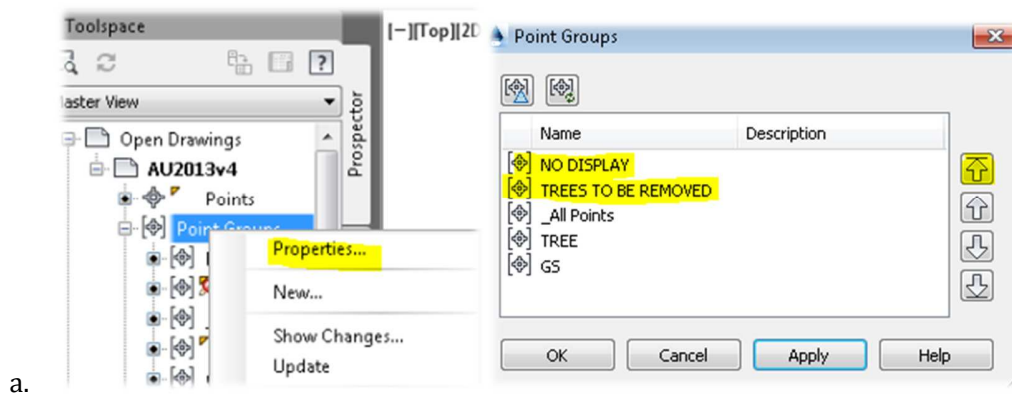 Toolspace
?
Master View
Open Drawings
AU2013v4
Points
Point Groups
Properties...
New...
Show Changes...
Update
Prospector
[−][Top][2D
Point Groups
Name Description
NO DISPLAY
TREES TO BE REMOVED
_All Points
TREE
GS
OK Cancel Apply Help
a.